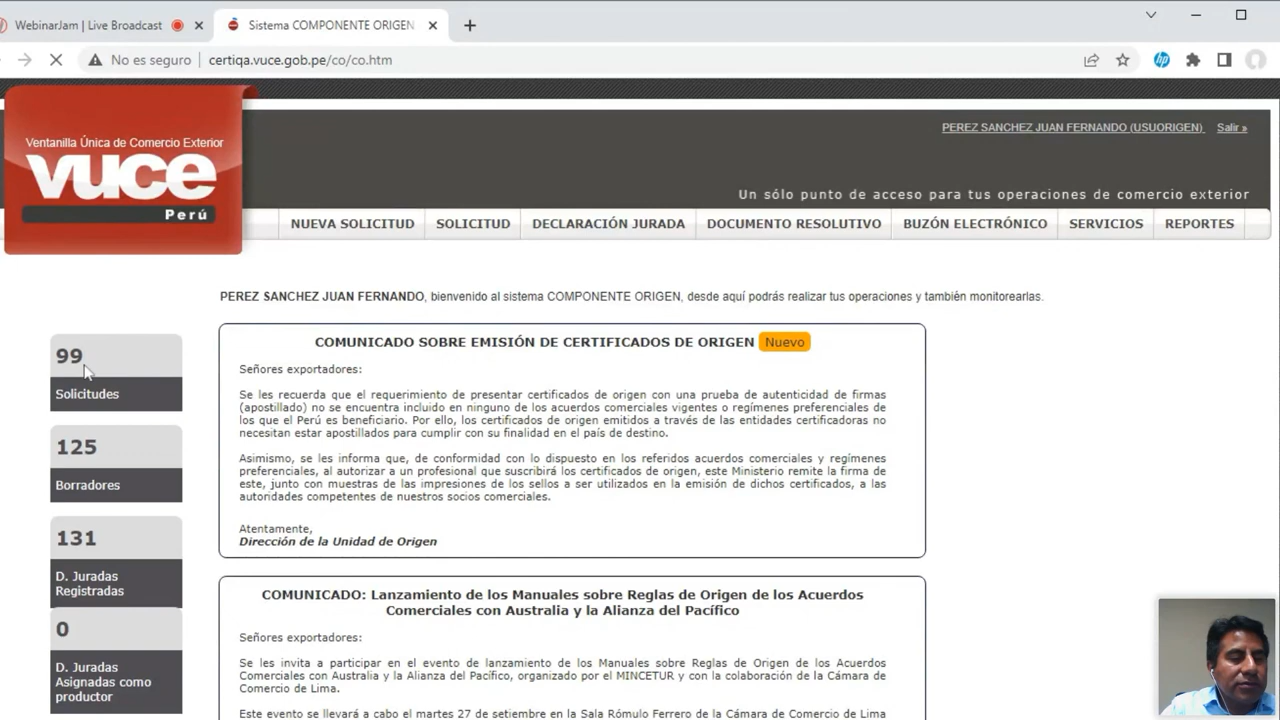 WebinarJam | Live Broadcast
Sistema COMPONENTE ORIGEN
No es seguro | certiqa.vuce.gob.pe/co/co.htm
Ventanilla Única de Comercio Exterior
vuce
Perú
PEREZ SANCHEZ JUAN FERNANDO (USUORIGEN) Salir »
Un sólo punto de acceso para tus operaciones de comercio exterior
NUEVA SOLICITUD SOLICITUD DECLARACIÓN JURADA DOCUMENTO RESOLUTIVO BUZÓN ELECTRÓNICO SERVICIOS REPORTES
PEREZ SANCHEZ JUAN FERNANDO, bienvenido al sistema COMPONENTE ORIGEN, desde aquí podrás realizar tus operaciones y también monitorearlas.
99
Solicitudes
125
Borradores
131
D. Juradas
Registradas
0
D. Juradas
Asignadas como
productor
COMUNICADO SOBRE EMISIÓN DE CERTIFICADOS DE ORIGEN Nuevo
Señores exportadores:
Se les recuerda que el requerimiento de presentar certificados de origen con una prueba de autenticidad de firmas
(apostillado) no se encuentra incluido en ninguno de los acuerdos comerciales vigentes o regímenes preferenciales de
los que el Perú es beneficiario. Por ello, los certificados de origen emitidos a través de las entidades certificadoras no
necesitan estar apostillados para cumplir con su finalidad en el país de destino.
Asimismo, se les informa que, de conformidad con lo dispuesto en los referidos acuerdos comerciales y regímenes
preferenciales, al autorizar a un profesional que suscribirá los certificados de origen, este Ministerio remite la firma de
este, junto con muestras de las impresiones de los sellos a ser utilizados en la emisión de dichos certificados, a las
autoridades competentes de nuestros socios comerciales.
Atentamente,
Dirección de la Unidad de Origen
COMUNICADO: Lanzamiento de los Manuales sobre Reglas de Origen de los Acuerdos
Comerciales con Australia y la Alianza del Pacífico
Señores exportadores:
Se les invita a participar en el evento de lanzamiento de los Manuales sobre Reglas de Origen de los Acuerdos
Comerciales con Australia y la Alianza del Pacífico, organizado por el MINCETUR y con la colaboración de la Cámara de
Comercio de Lima.
Este evento se llevará a cabo el martes 27 de setiembre en la Sala Rómulo Ferrero de la Cámara de Comercio de Lima